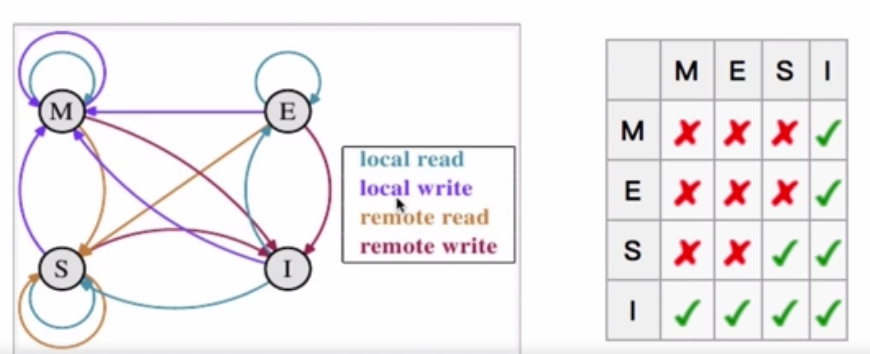 M
E
S
I
local read
local write
remote read
remote write
M E S I
M ✘ ✘ ✘ ✓
E ✘ ✘ ✘ ✓
S ✘ ✘ ✓ ✓
I ✓ ✓ ✓ ✓